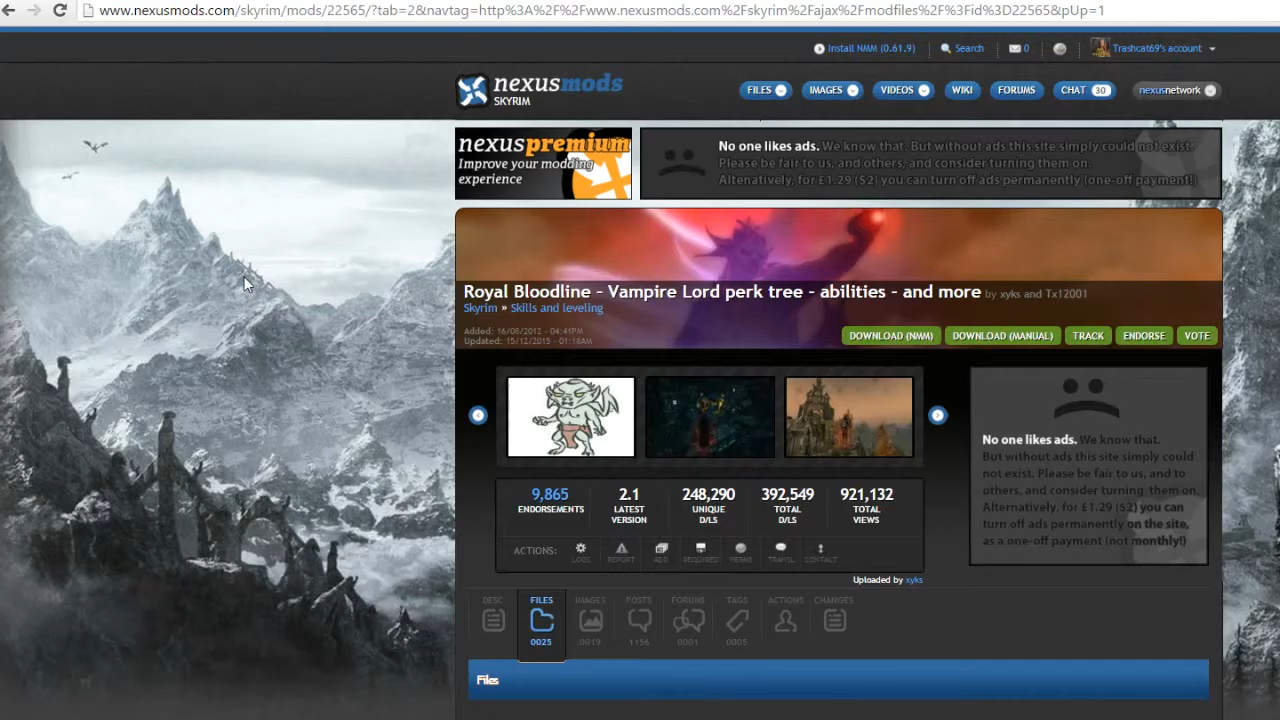 www.nexusmods.com/skyrim/mods/22565/?tab=2&navtag=http%3A%2F%2Fwww.nexusmods.com%2Fskyrim%2Fajax%2Fmodfiles%2F%3Fid%3D22565&pUp=1
Install NMM (0.61.9) Search 0 Trashcat69's account
nexusmods
SKYRIM
FILES IMAGES VIDEOS WIKI FORUMS CHAT 30 nexusnetwork
nexuspremium
Improve your modding
experience
No one likes ads. We know that. But without ads this site simply could not exist.
Please be fair to us, and others, and consider turning them on.
Alternatively, for £1.29 ($2) you can turn off ads permanently (one-off payment!)
Royal Bloodline - Vampire Lord perk tree - abilities - and more by xyks and Tx12001
Skyrim » Skills and leveling
Added: 16/08/2012 - 04:41PM
Updated: 15/12/2015 - 01:18AM
DOWNLOAD (NMM) DOWNLOAD (MANUAL) TRACK ENDORSE VOTE
No one likes ads. We know that.
But without ads this site simply could
not exist. Please be fair to us, and to
others, and consider turning them on.
Alternatively, for £1.29 ($2) you can
turn off ads permanently on the site,
as a one-off payment (not monthly!)
9,865 2.1 248,290 392,549 921,132
ENDORSEMENTS LATEST VERSION UNIQUE D/LS TOTAL D/LS TOTAL VIEWS
ACTIONS: LOGS REPORT ADD REQUIRED PERMS TRANSL CONTACT
Uploaded by xyks
DESC FILES IMAGES POSTS FORUMS TAGS ACTIONS CHANGES
0025 0019 1156 0001 0005
Files